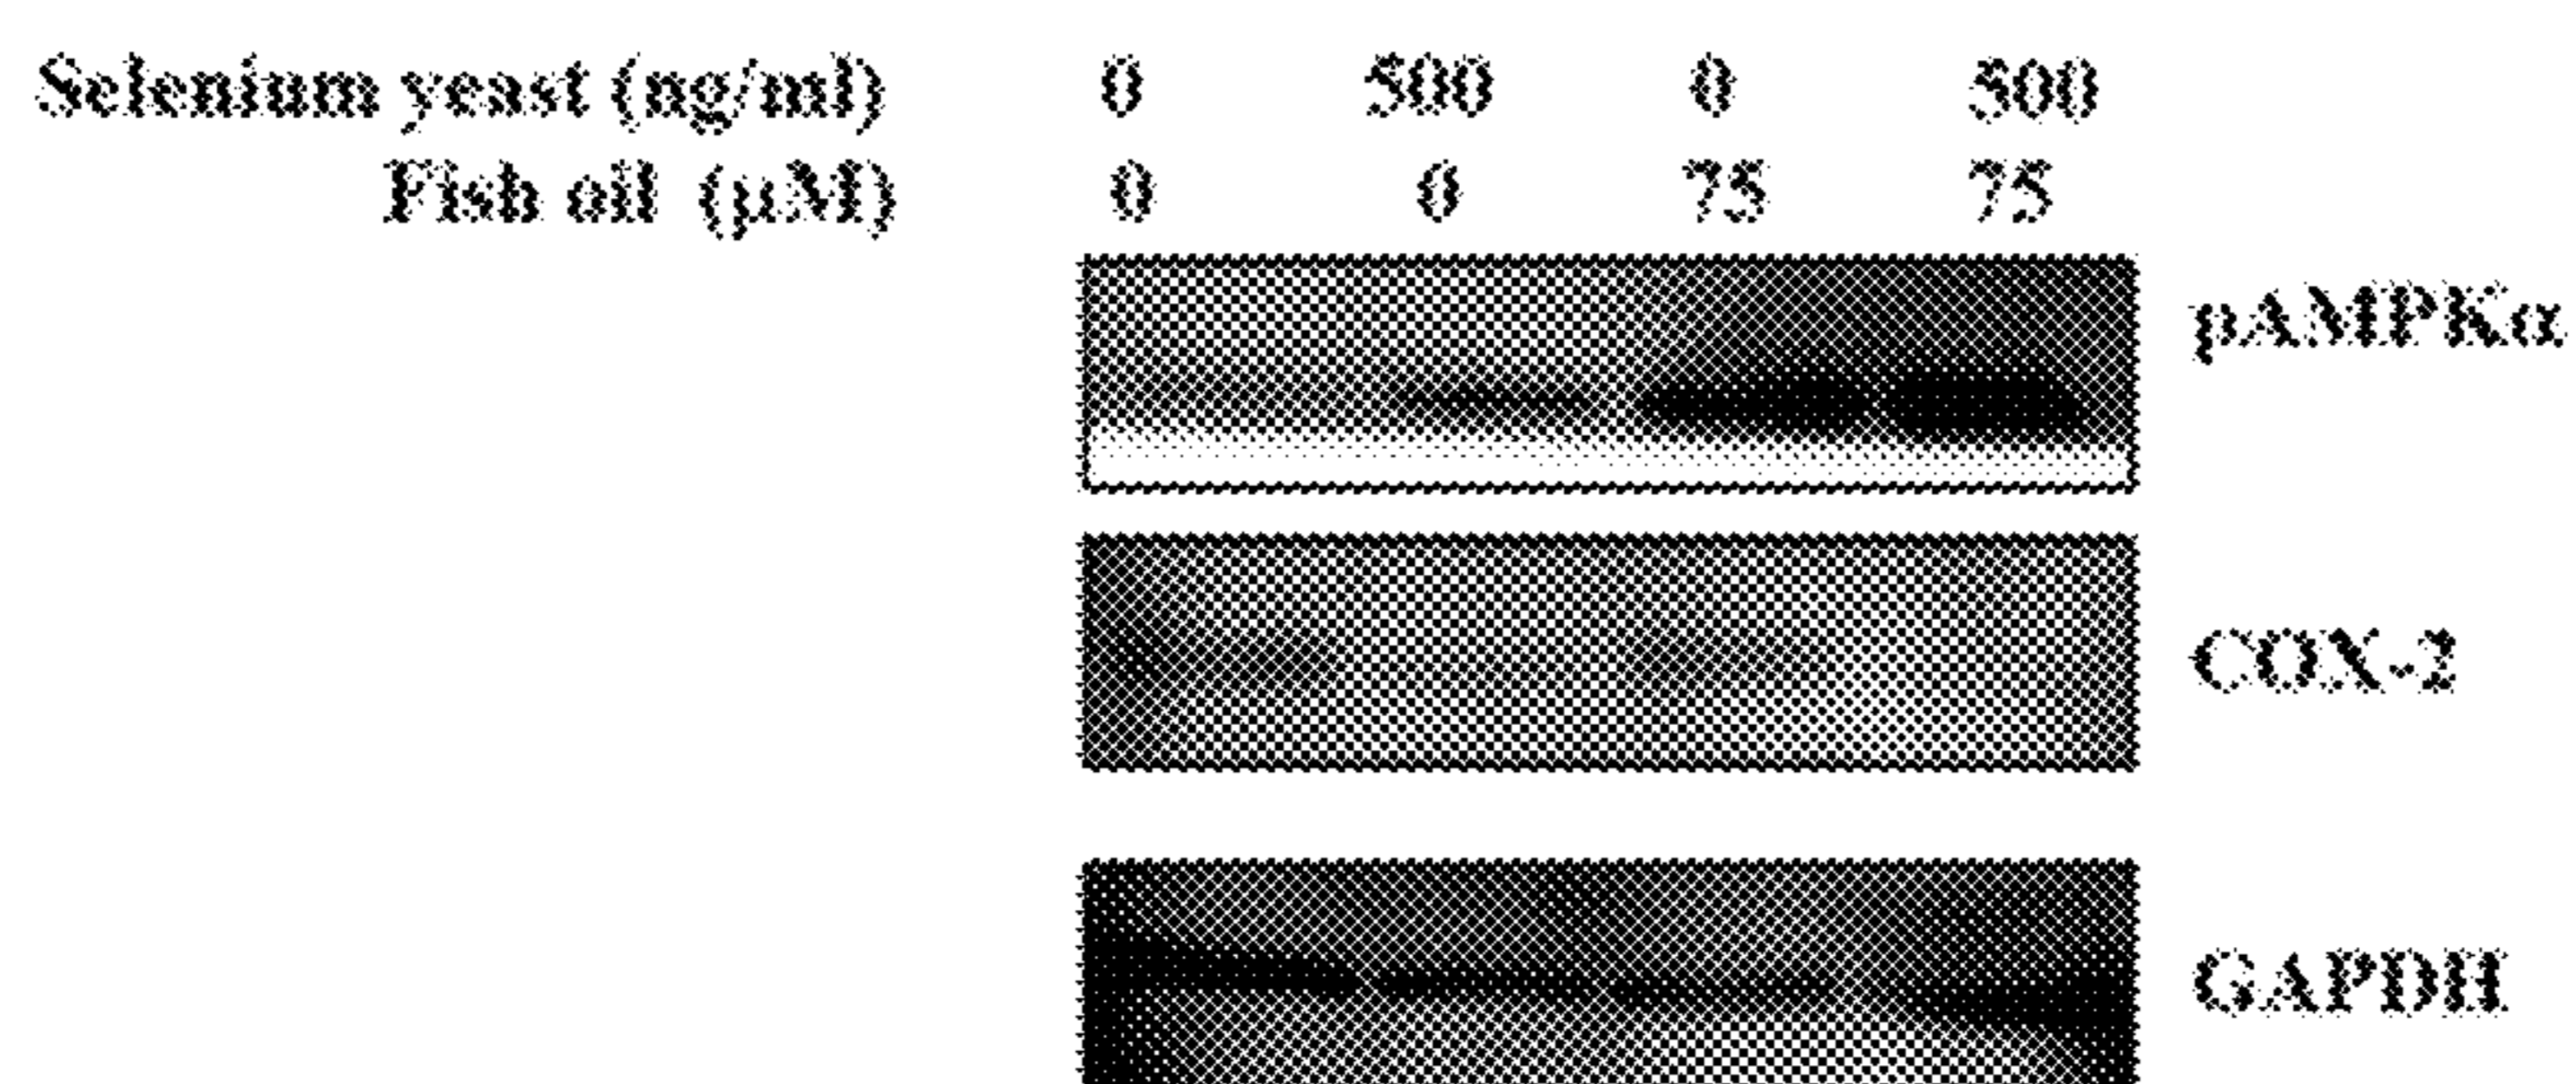 Selenium yeast (ng/ml) 0 500 0 500
Fish oil (µM) 0 0 75 75
pAMPKα
COX-2
GAPDH